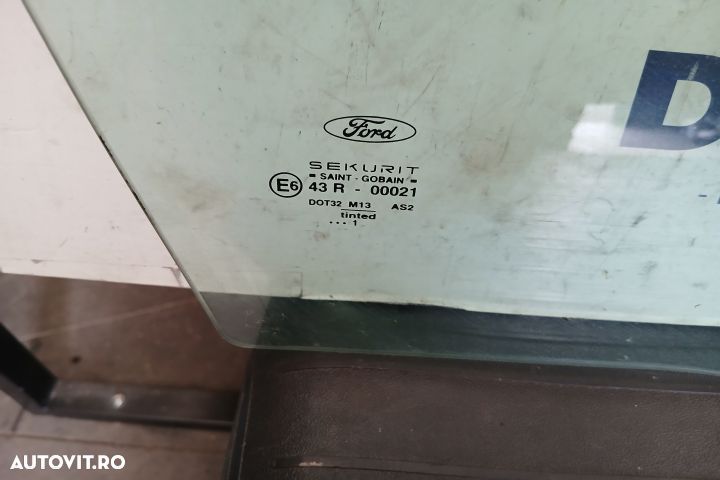 Ford
SEKURIT
SAINT - GOBAIN
E6 43 R - 00021
DOT32 M13 AS2
tinted
... 1
D
AUTOVIT.RO